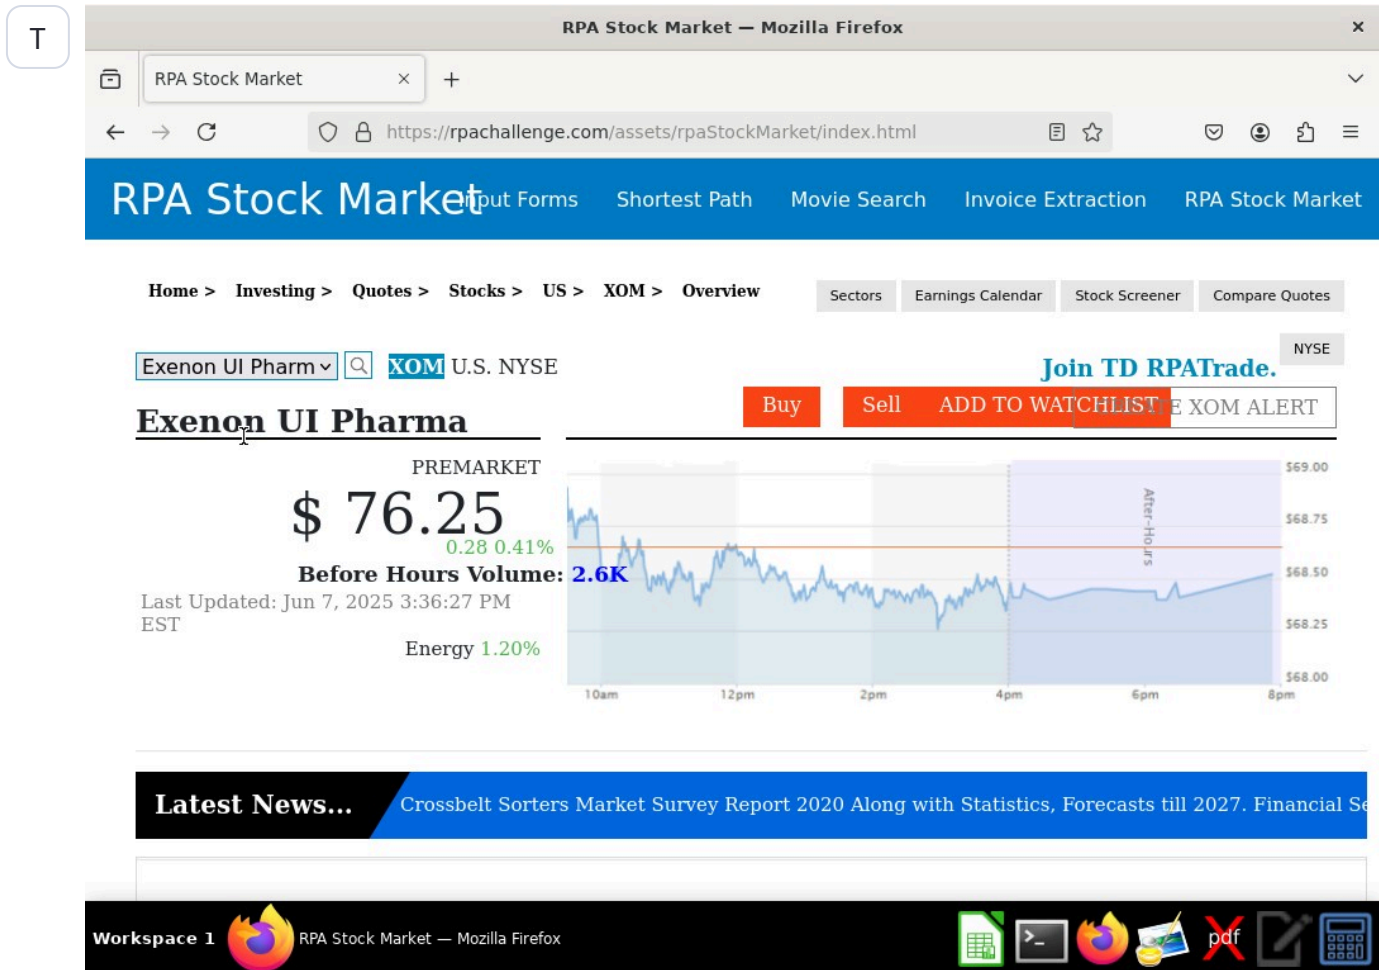 T
RPA Stock Market — Mozilla Firefox
RPA Stock Market
https://rpachallenge.com/assets/rpaStockMarket/index.html
RPA Stock Market Input Forms Shortest Path Movie Search Invoice Extraction RPA Stock Market
Home > Investing > Quotes > Stocks > US > XOM > Overview
Sectors Earnings Calendar Stock Screener Compare Quotes
NYSE
Exenon UI Pharm XOM U.S. NYSE
Join TD RPATrade.
Exenon UI Pharma
Buy Sell ADD TO WATCHLIST CREATE XOM ALERT
PREMARKET
$ 76.25
0.28 0.41%
Before Hours Volume: 2.6K
Last Updated: Jun 7, 2025 3:36:27 PM
EST
Energy 1.20%
$69.00
$68.75
$68.50
$68.25
$68.00
After-Hours
10am 12pm 2pm 4pm 6pm 8pm
Latest News... Crossbelt Sorters Market Survey Report 2020 Along with Statistics, Forecasts till 2027. Financial Se
Workspace 1 RPA Stock Market — Mozilla Firefox
pdf